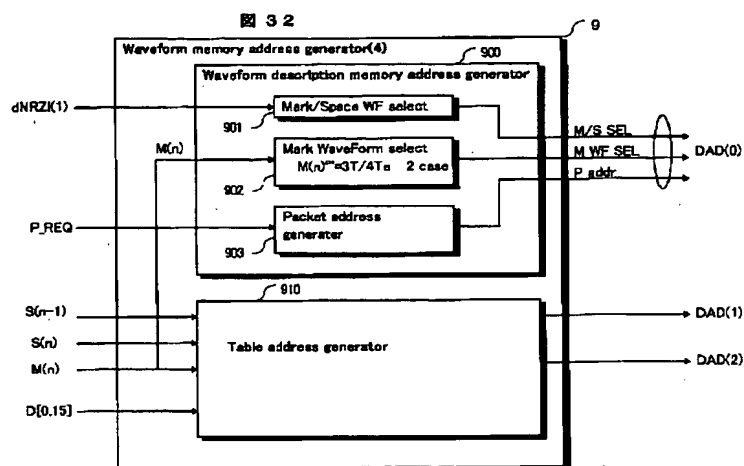 図 32
9
Waveform memory address generator(4)
900
Waveform description memory address generator
dNRZI(1)
Mark/Space WF select
901
M/S SEL
M(n)
Mark WaveForm select
M WF SEL
DAD(0)
M(n)""=3T/4T 2 case
P addr.
902
P_REQ
Packet address
generater
903
910
S(n-1)
DAD(1)
S(n)
Table address generator
M(n)
DAD(2)
D[0,15]